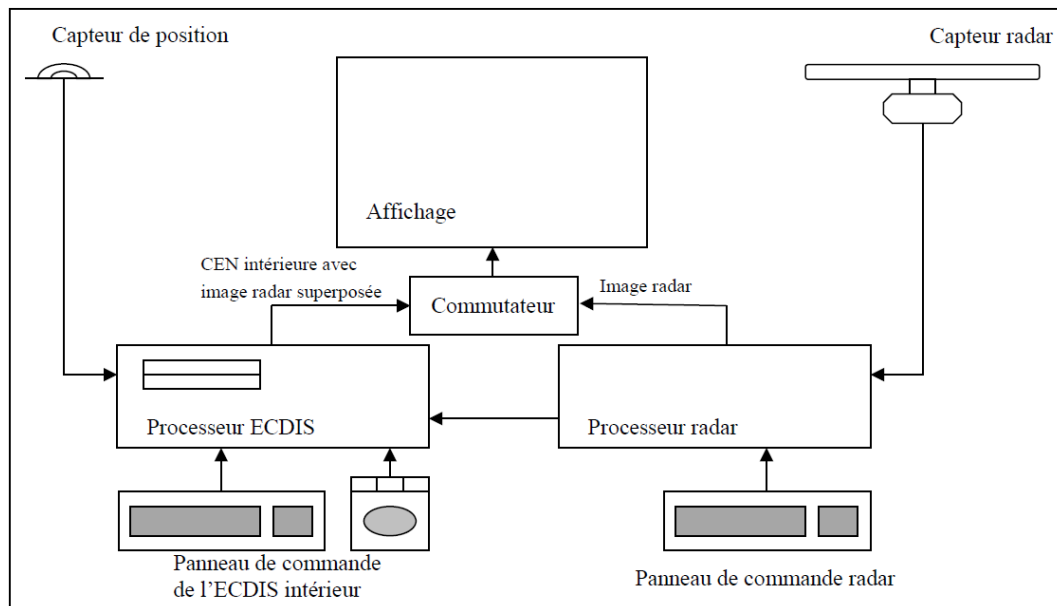 Capteur de position
Capteur radar
Affichage
CEN intérieure avec
image radar superposée
Commutateur
Image radar
Processeur ECDIS
Processeur radar
Panneau de commande
de l’ECDIS intérieur
Panneau de commande radar